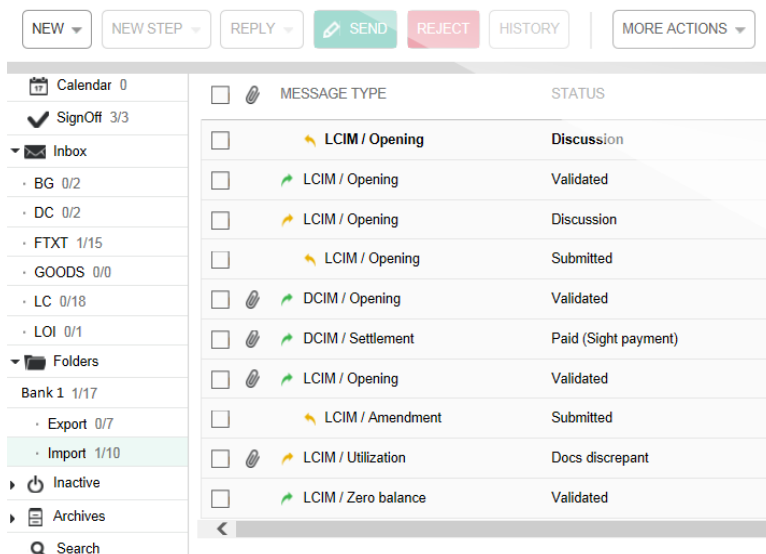 NEW NEW STEP REPLY SEND REJECT HISTORY MORE ACTIONS
17 Calendar 0
SignOff 3/3
Inbox
BG 0/2
DC 0/2
FTXT 1/15
GOODS 0/0
LC 0/18
LOI 0/1
Folders
Bank 1 1/17
Export 0/7
Import 1/10
Inactive
Archives
Search
MESSAGE TYPE STATUS
LCIM / Opening Discussion
LCIM / Opening Validated
LCIM / Opening Discussion
LCIM / Opening Submitted
DCIM / Opening Validated
DCIM / Settlement Paid (Sight payment)
LCIM / Opening Validated
LCIM / Amendment Submitted
LCIM / Utilization Docs discrepant
LCIM / Zero balance Validated